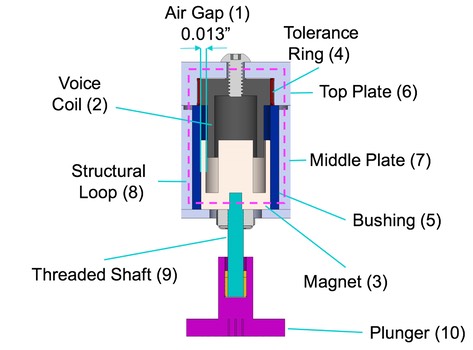 Air Gap (1)
0.013”
Tolerance
Ring (4)
Voice
Coil (2)
Top Plate (6)
Structural
Loop (8)
Middle Plate (7)
Bushing (5)
Threaded Shaft (9)
Magnet (3)
Plunger (10)